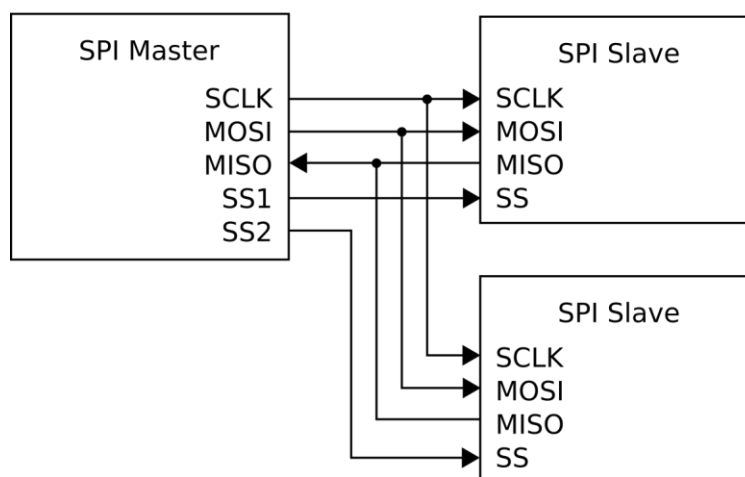 SPI Master
SCLK
MOSI
MISO
SS1
SS2
SPI Slave
SCLK
MOSI
MISO
SS
SPI Slave
SCLK
MOSI
MISO
SS